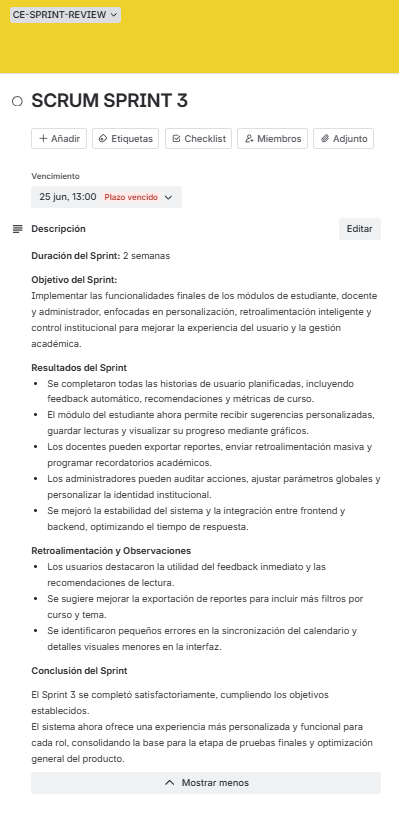 CE-SPRINT-REVIEW
SCRUM SPRINT 3
Añadir
Etiquetas
Checklist
Miembros
Adjunto
Vencimiento
25 jun, 13:00 Plazo vencido
Descripción
Editar
Duración del Sprint: 2 semanas
Objetivo del Sprint:
Implementar las funcionalidades finales de los módulos de estudiante, docente
y administrador, enfocadas en personalización, retroalimentación inteligente y
control institucional para mejorar la experiencia del usuario y la gestión
académica.
Resultados del Sprint
• Se completaron todas las historias de usuario planificadas, incluyendo
feedback automático, recomendaciones y métricas de curso.
• El módulo del estudiante ahora permite recibir sugerencias personalizadas,
guardar lecturas y visualizar su progreso mediante gráficos.
• Los docentes pueden exportar reportes, enviar retroalimentación masiva y
programar recordatorios académicos.
• Los administradores pueden auditar acciones, ajustar parámetros globales y
personalizar la identidad institucional.
• Se mejoró la estabilidad del sistema y la integración entre frontend y
backend, optimizando el tiempo de respuesta.
Retroalimentación y Observaciones
• Los usuarios destacaron la utilidad del feedback inmediato y las
recomendaciones de lectura.
• Se sugiere mejorar la exportación de reportes para incluir más filtros por
curso y tema.
• Se identificaron pequeños errores en la sincronización del calendario y
detalles visuales menores en la interfaz.
Conclusión del Sprint
El Sprint 3 se completó satisfactoriamente, cumpliendo los objetivos
establecidos.
El sistema ahora ofrece una experiencia más personalizada y funcional para
cada rol, consolidando la base para la etapa de pruebas finales y optimización
general del producto.
Mostrar menos